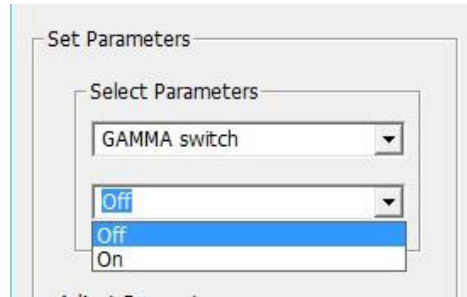 Set Parameters
Select Parameters
GAMMA switch
Off
Off
On